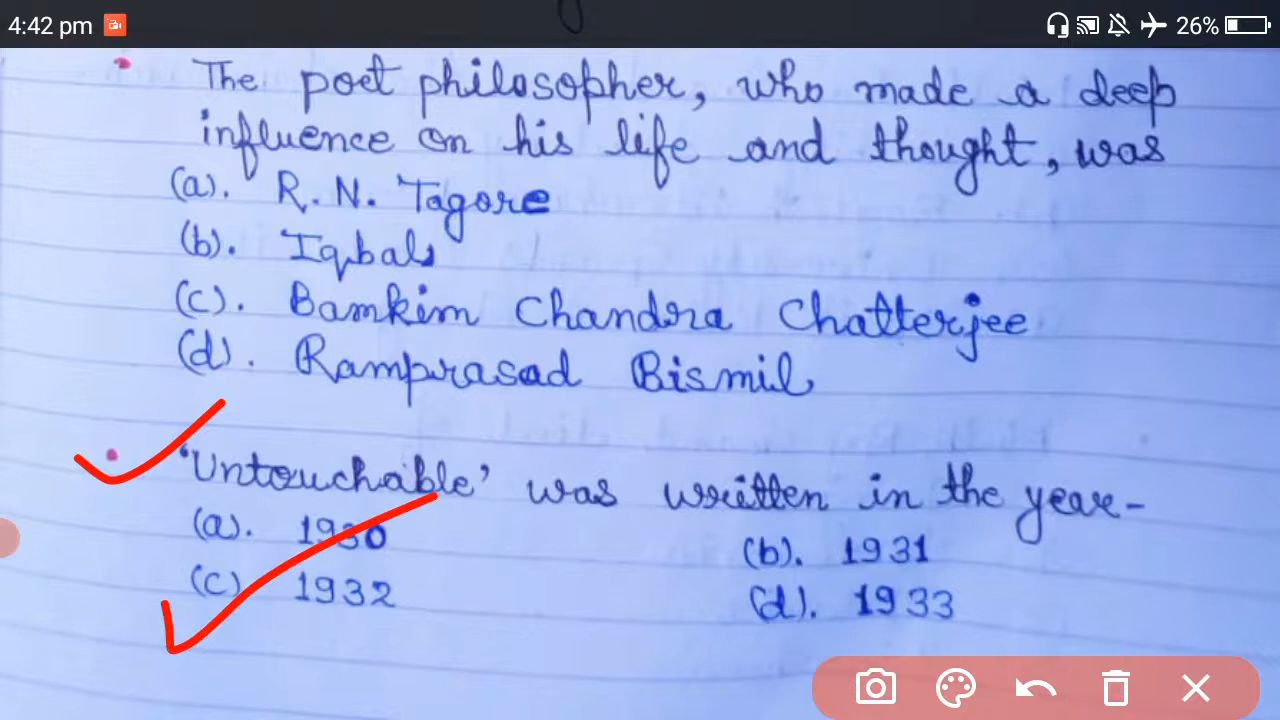 4:42 pm
26%
The poet philosopher, who made a deep
influence on his life and thought, was
(a). R. N. Tagore
(b). Iqbal
(c). Bamkim Chandra Chatterjee
(d). Ramprasad Bismil
'Untouchable' was written in the year-
(a). 1930
(b). 1931
(c) 1932
(d). 1933